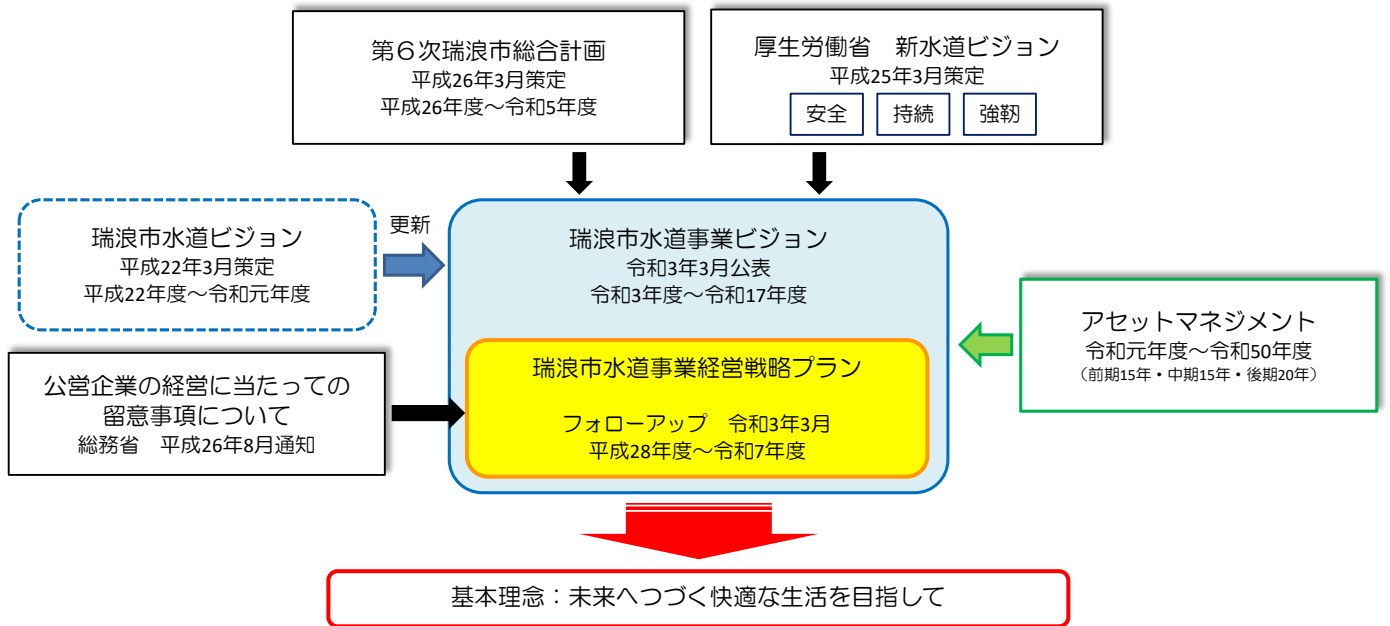 第６次瑞浪市総合計画
平成26年3月策定
平成26年度～令和5年度
厚生労働省　新水道ビジョン
平成25年3月策定
安全
持続
強靭
瑞浪市水道ビジョン
平成22年3月策定
平成22年度～令和元年度
更新
瑞浪市水道事業ビジョン
令和3年3月公表
令和3年度～令和17年度
アセットマネジメント
令和元年度～令和50年度
（前期15年・中期15年・後期20年）
公営企業の経営に当たっての
留意事項について
総務省　平成26年8月通知
瑞浪市水道事業経営戦略プラン
フォローアップ　令和3年3月
平成28年度～令和7年度
基本理念：未来へつづく快適な生活を目指して